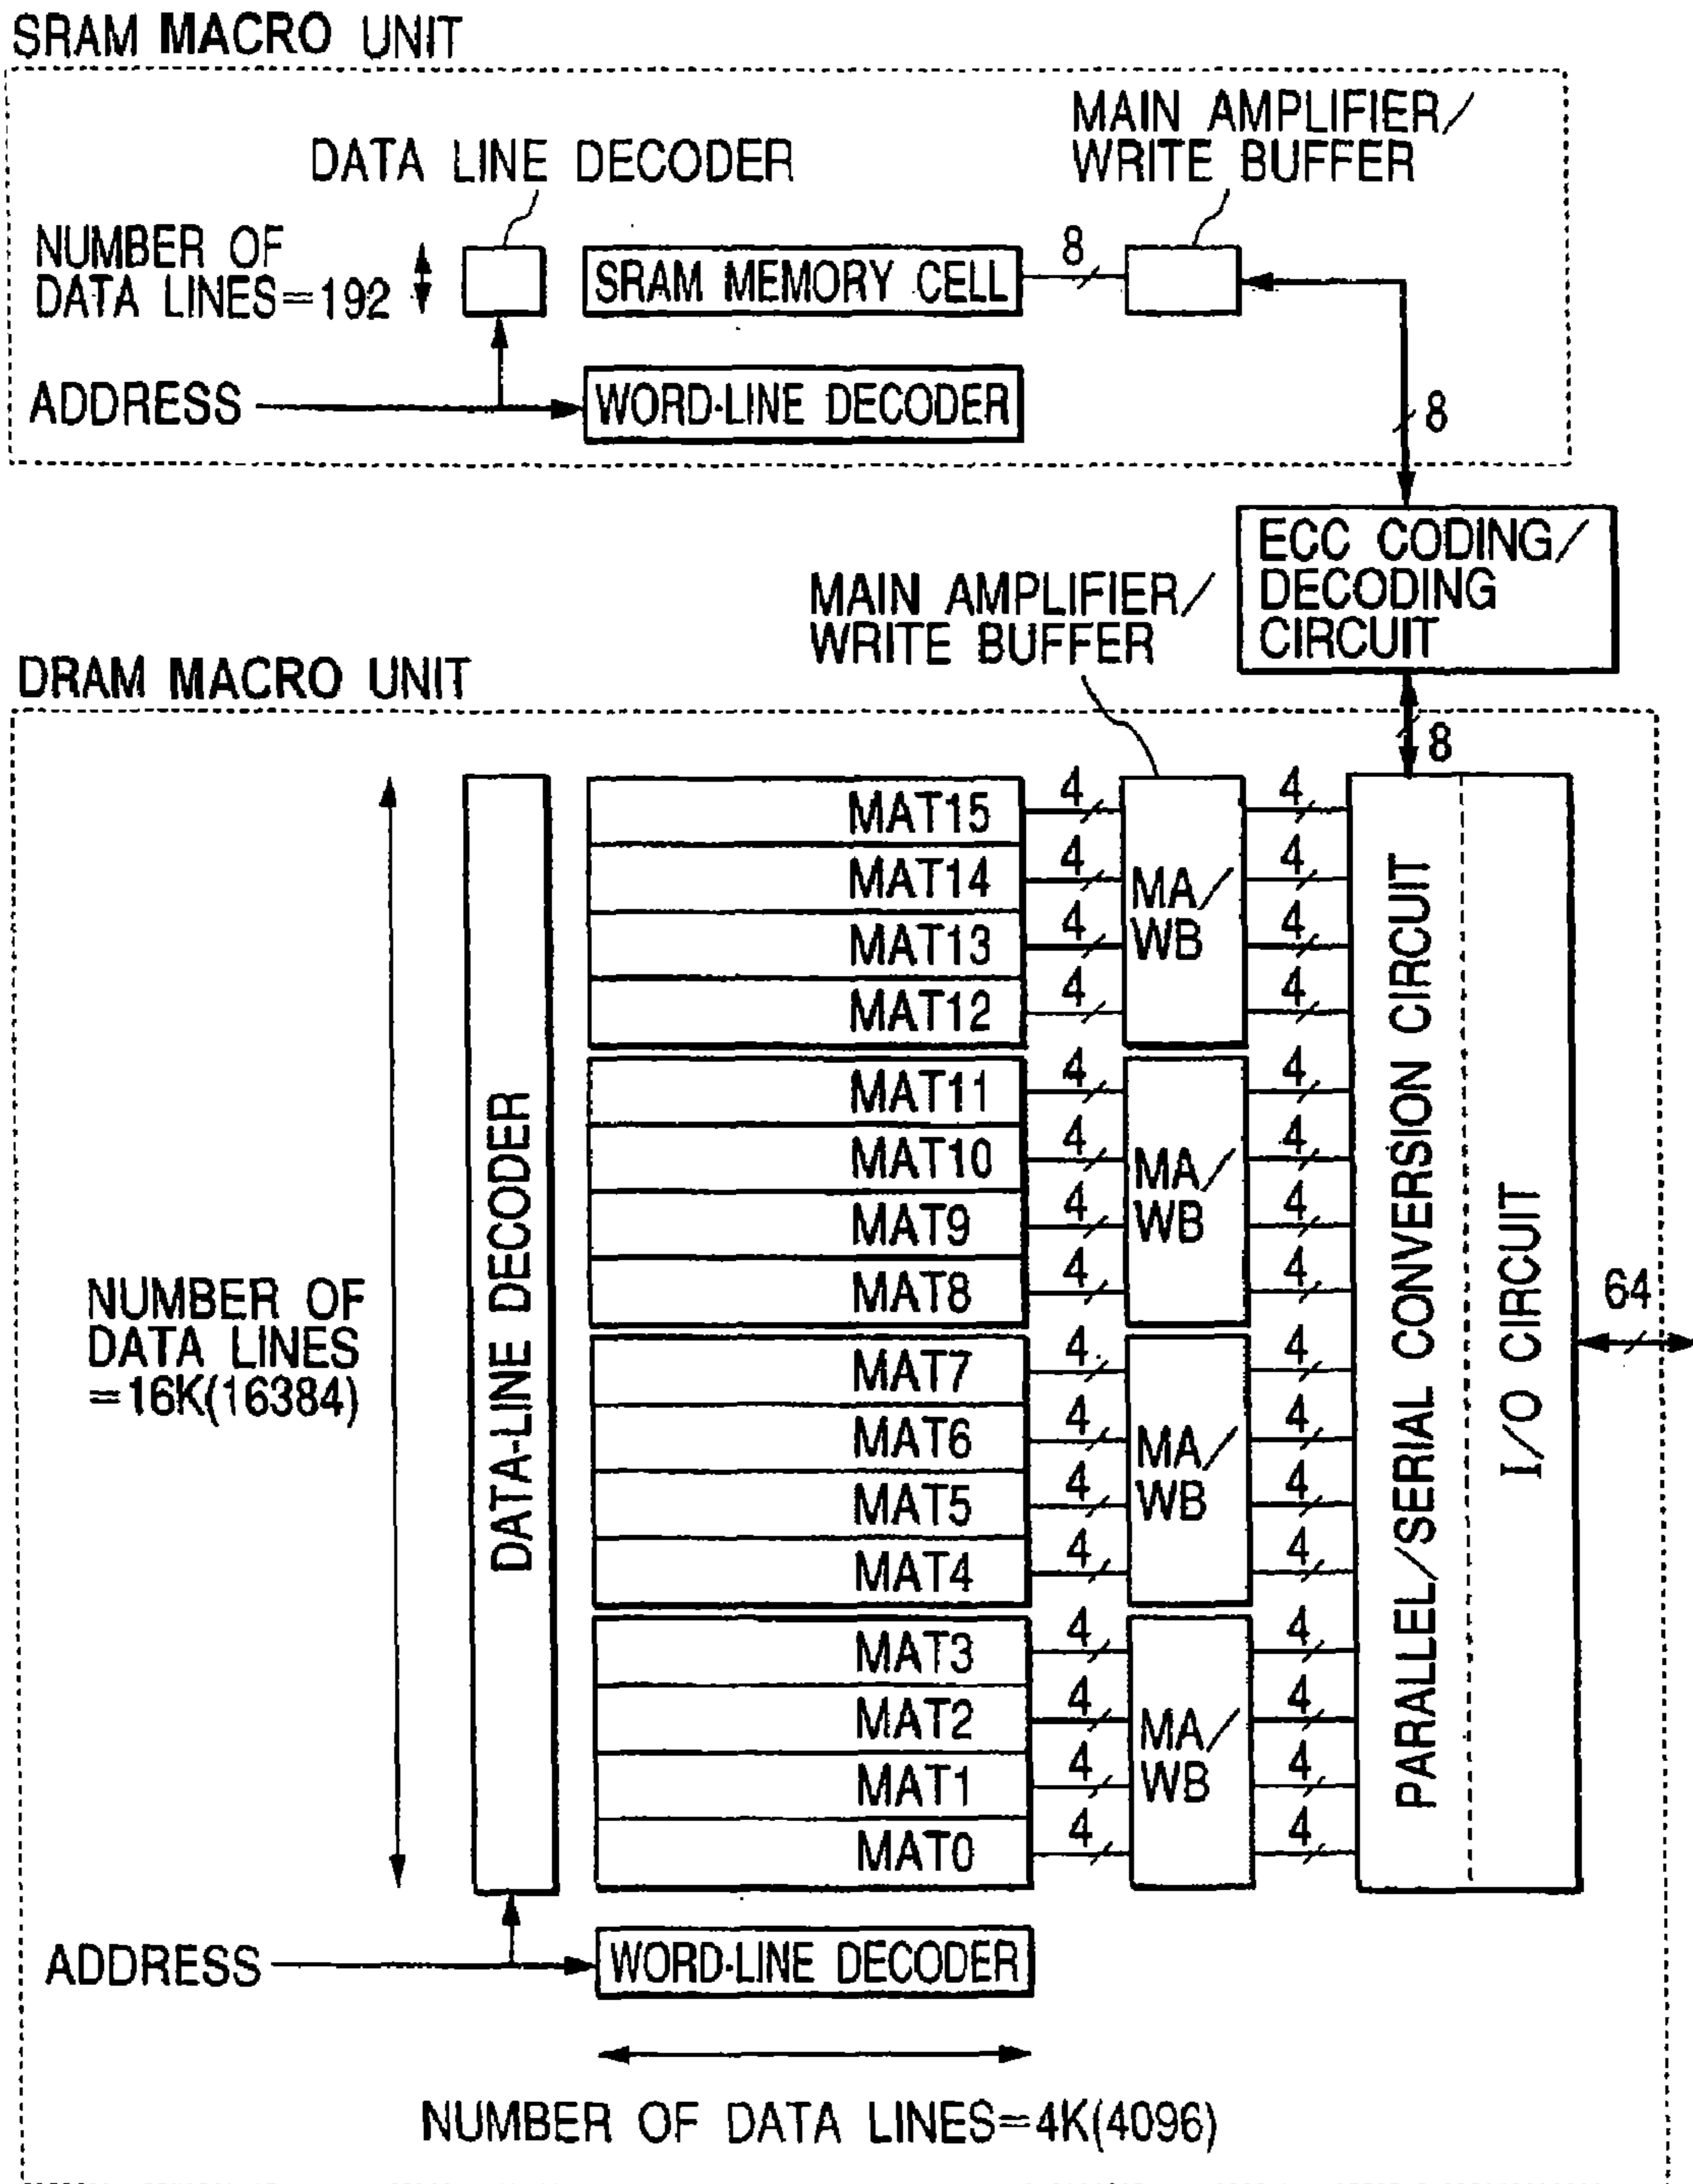 SRAM MACRO UNIT
DATA LINE DECODER
MAIN AMPLIFIER/
WRITE BUFFER
NUMBER OF
DATA LINES=192
SRAM MEMORY CELL
8
ADDRESS
WORD-LINE DECODER
8
ECC CODING/
DECODING
CIRCUIT
MAIN AMPLIFIER/
WRITE BUFFER
DRAM MACRO UNIT
8
MAT15 4 4
MAT14 4 4
MA/
WB
MAT13 4 4
MAT12 4 4
MAT11 4 4
MAT10 4 4
MA/
WB
MAT9 4 4
MAT8 4 4
MAT7 4 4
MAT6 4 4
MA/
WB
MAT5 4 4
MAT4 4 4
MAT3 4 4
MAT2 4 4
MA/
WB
MAT1 4 4
MAT0 4 4
DATA-LINE DECODER
NUMBER OF
DATA LINES
=16K(16384)
PARALLEL/SERIAL CONVERSION CIRCUIT
I/O CIRCUIT
64
ADDRESS
WORD-LINE DECODER
NUMBER OF DATA LINES=4K(4096)